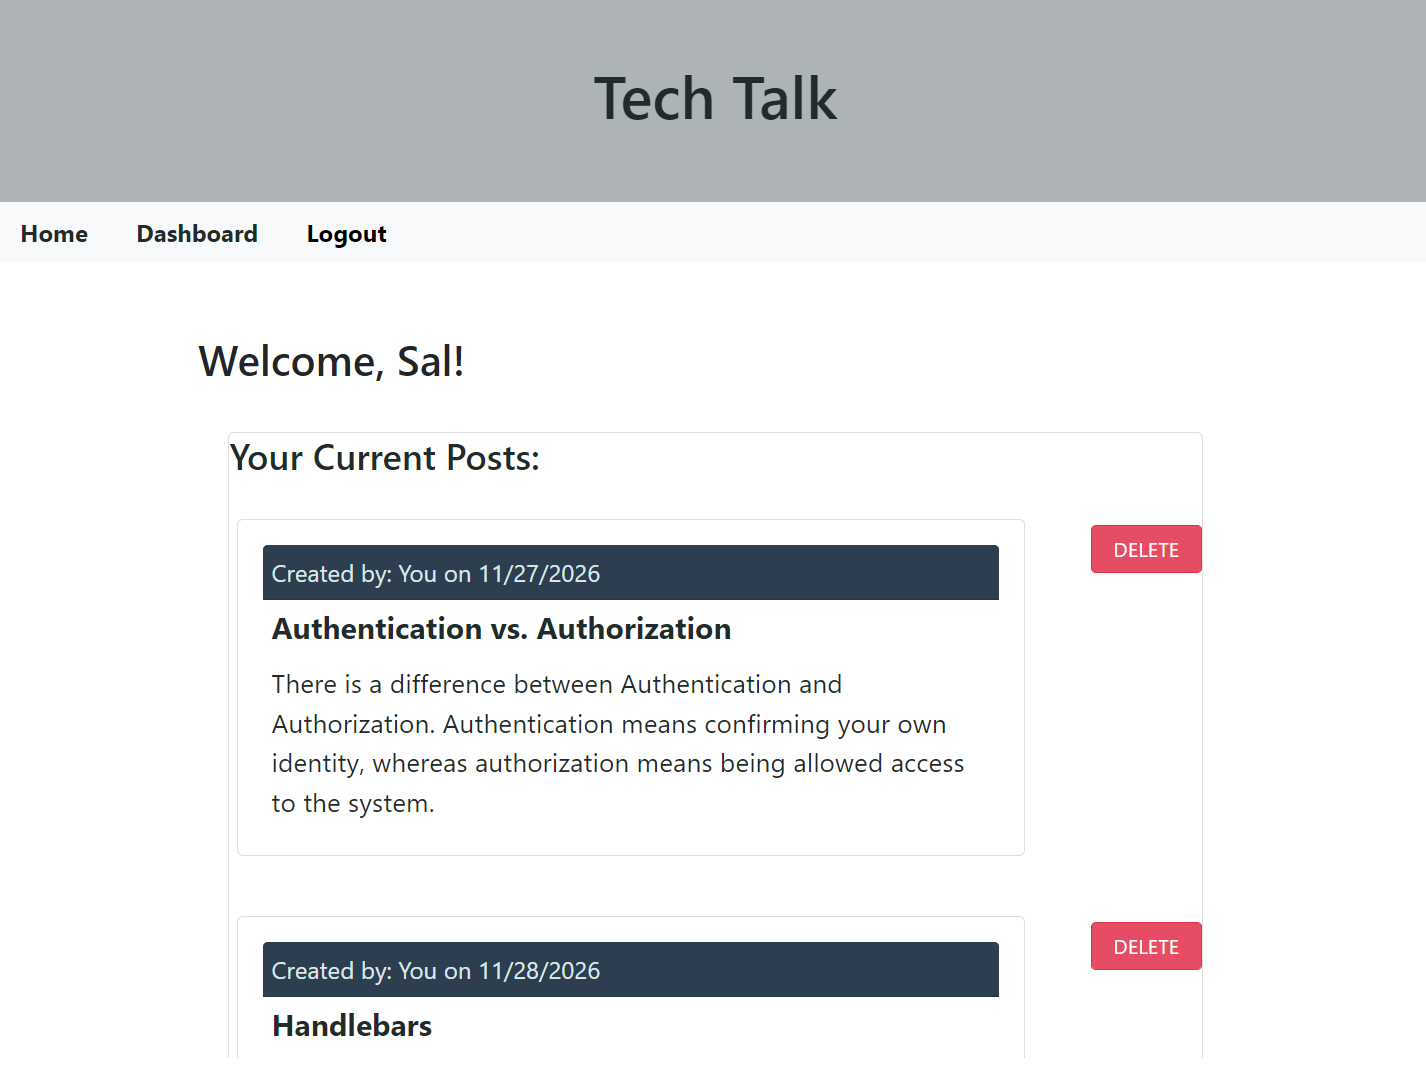 Tech Talk
Home Dashboard Logout
Welcome, Sal!
Your Current Posts:
DELETE
Created by: You on 11/27/2026
Authentication vs. Authorization
There is a difference between Authentication and
Authorization. Authentication means confirming your own
identity, whereas authorization means being allowed access
to the system.
DELETE
Created by: You on 11/28/2026
Handlebars